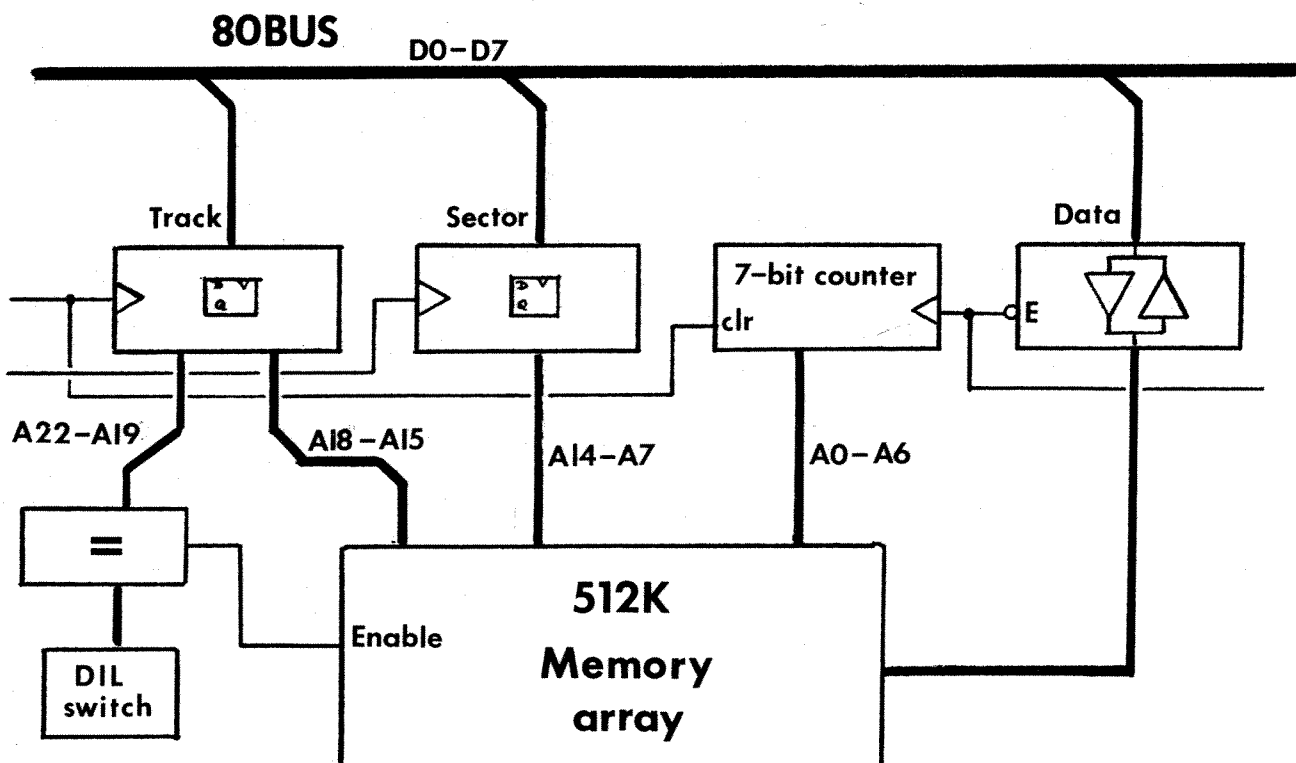 80BUS
D0-D7
Track
Sector
Data
D
Q
D
Q
7-bit counter
clr
E
A22-A19
A18-A15
A14-A7
A0-A6
=
512K
Enable
Memory
array
DIL
switch